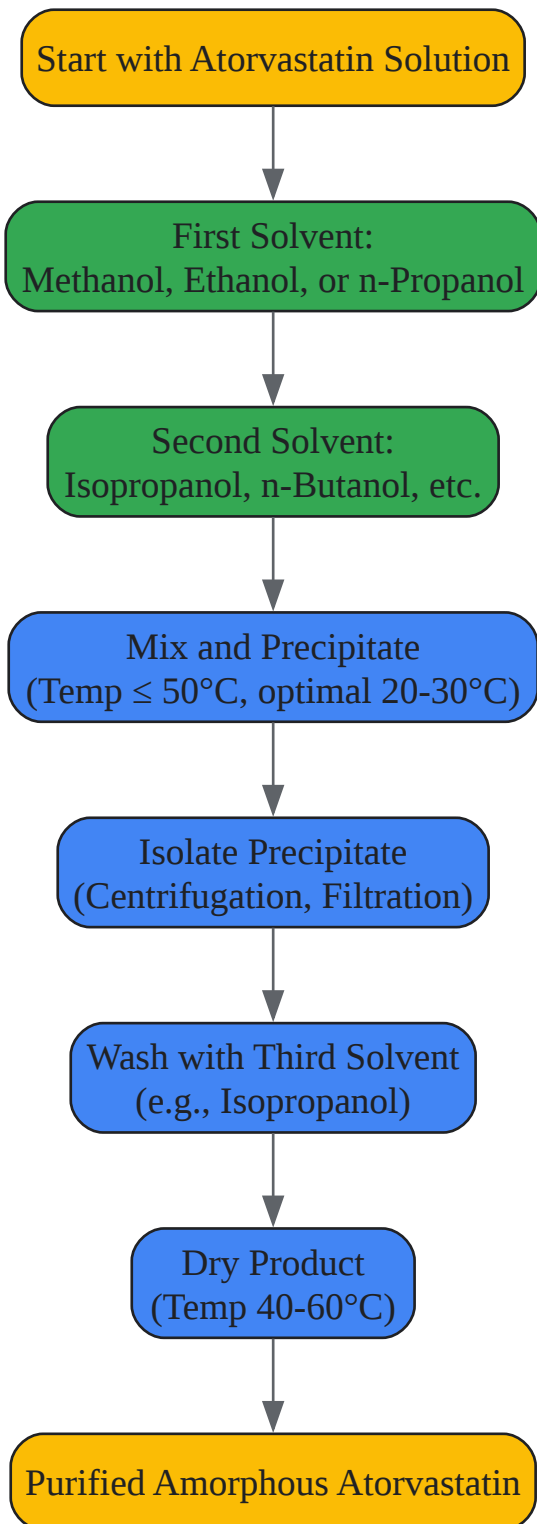 Start with Atorvastatin Solution
First Solvent:
Methanol, Ethanol, or n-Propanol
Second Solvent:
Isopropanol, n-Butanol, etc.
Mix and Precipitate
(Temp ≤ 50°C, optimal 20-30°C)
Isolate Precipitate
(Centrifugation, Filtration)
Wash with Third Solvent
(e.g., Isopropanol)
Dry Product
(Temp 40-60°C)
Purified Amorphous Atorvastatin